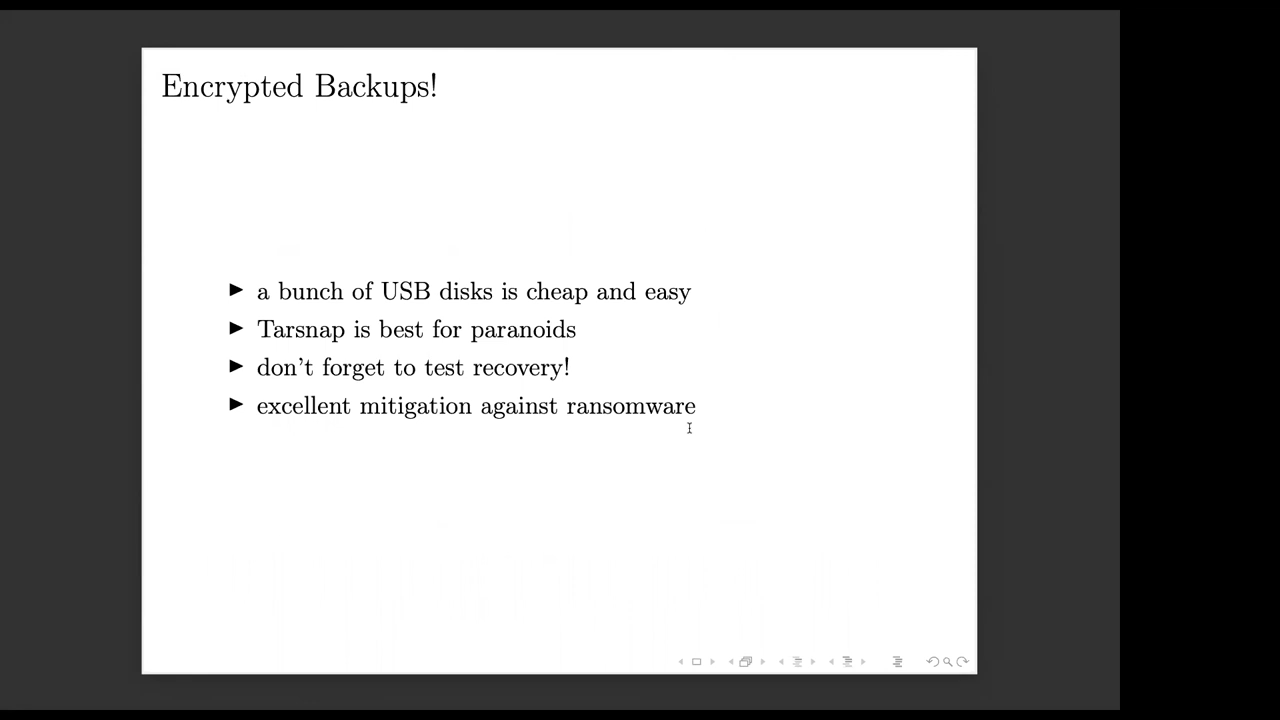 Encrypted Backups!
▶ a bunch of USB disks is cheap and easy
▶ Tarsnap is best for paranoids
▶ don't forget to test recovery!
▶ excellent mitigation against ransomware